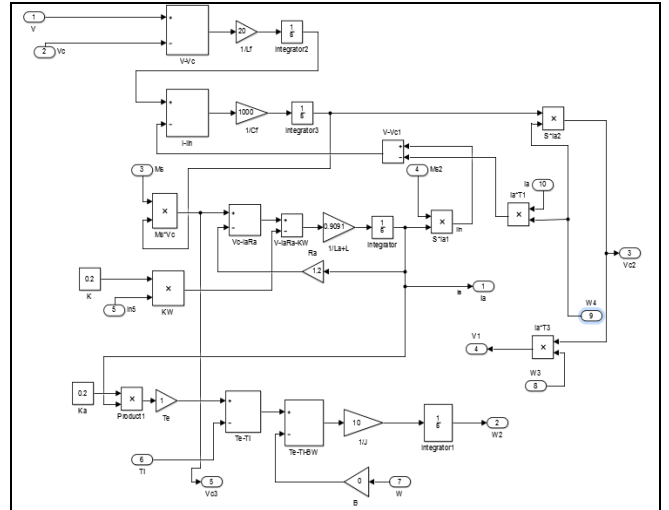 1
V
2
Vc
+
−
V-Vc
20
1/Lf
1
s
Integrator2
+
−
I-Iin
1000
1/Cf
1
s
Integrator3
×
S*Ia2
+
−
V-Vc1
3
Ms
4
Ms2
Ia
10
Ia*T1
×
×
Ms*Vc
+
−
Vc-IaRa
+
−
V-IaRa-KW
0.9091
1/La+L
1
s
Integrator
×
S*Ia1
In
Ra
1.2
0.2
K
5
In5
×
KW
Ia
1
Ia
3
Vc2
W4
9
V1
4
Ia*T3
×
W3
8
0.2
Ka
×
Product1
1
Te
+
−
Te-Tl
+
−
Te-Tl-BW
10
1/J
1
s
Integrator1
2
W2
6
Tl
5
Vc3
0
B
7
W